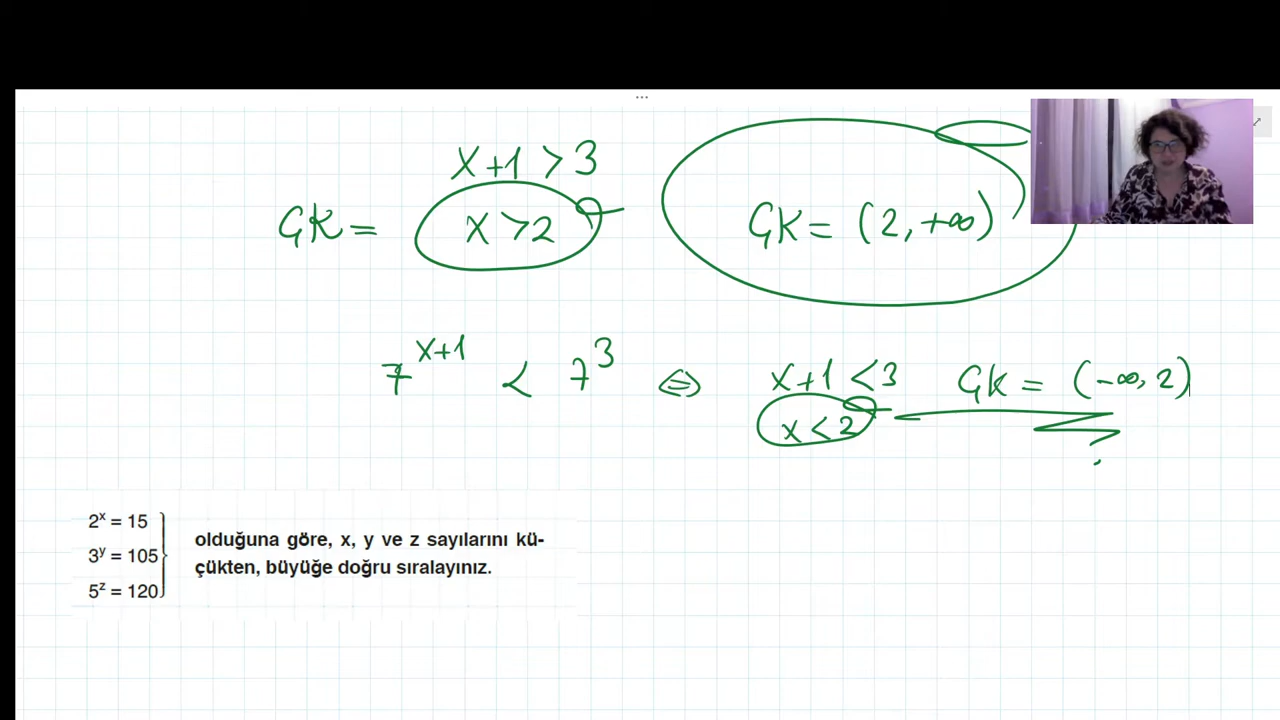 ...
x+1 > 3
GK = x > 2
GK = (2, +∞)
7^{x+1} < 7^3 ⇔ x+1 < 3 GK = (-∞, 2)
x < 2
?
2^x = 15
3^y = 105
5^z = 120
olduğuna göre, x, y ve z sayılarını kü-
çükten, büyüğe doğru sıralayınız.